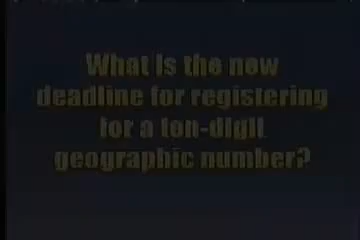 What is the new
deadline for registering
for a ten-digit
geographic number?